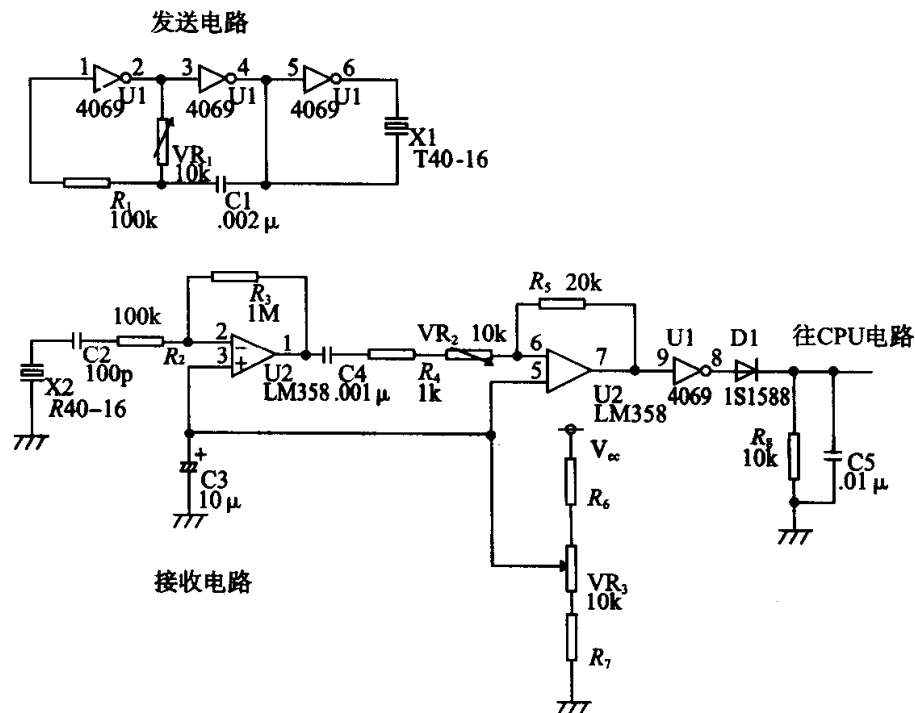 发送电路
1 2 3 4 5 6
U1 U1 U1
4069 4069 4069
X1
T40-16
VR₁
10k
R₁
100k
C1
.002μ
R₃
1M
R₅ 20k
100k
VR₂ 10k
C2
100p
R₂
2
3
1
U2
LM358
C4
.001μ
R₄
1k
6
5
7
U2
LM358
U1
9 8
4069
D1
1S1588
往CPU电路
X2
R40-16
C3
10μ
+
Vcc
R₆
VR₃
10k
R₇
R₈
10k
C5
.01μ
接收电路